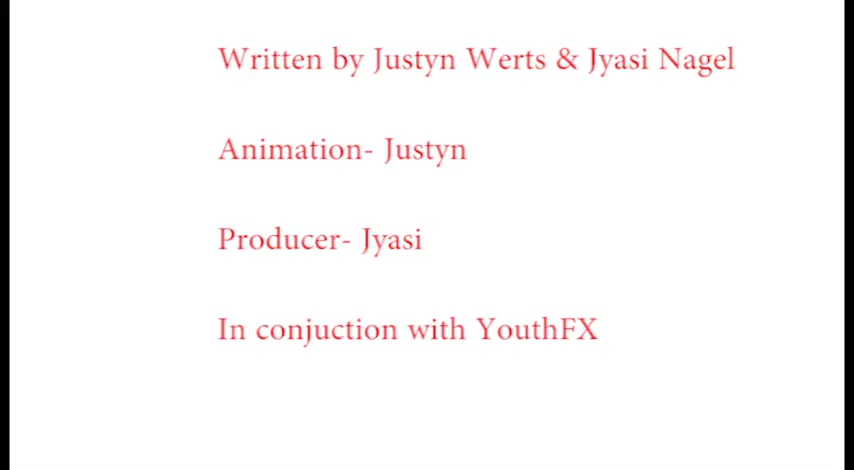 Written by Justyn Werts & Jyasi Nagel
Animation- Justyn
Producer- Jyasi
In conjuction with YouthFX